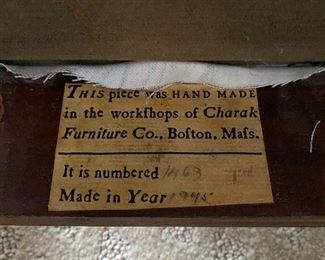 THIS piece was HAND MADE
in the workſhops of Charak
Furniture Co., Boſton, Maſs.
It is numbered 1463
Made in Year